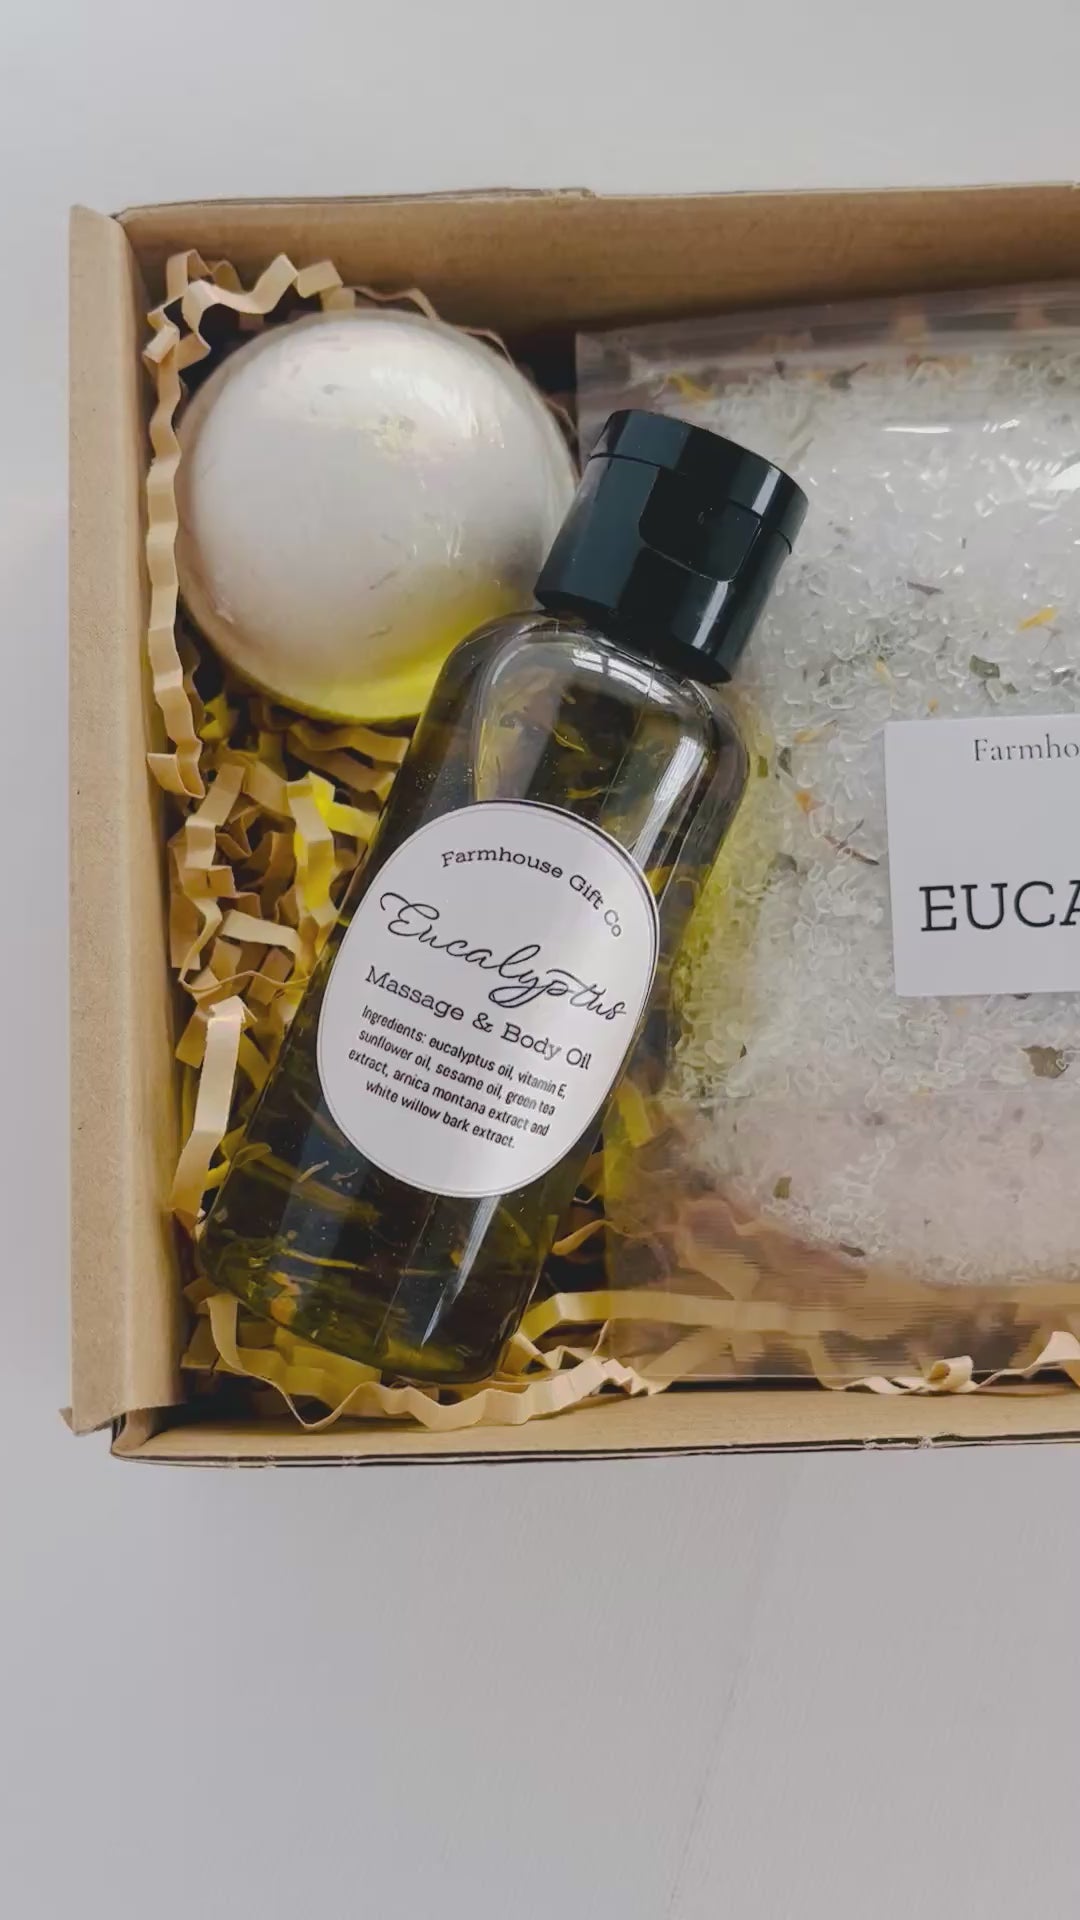 Farmhouse Gift Co
Eucalyptus
Massage & Body Oil
Ingredients: eucalyptus oil, vitamin E,
sunflower oil, sesame oil, green tea
extract, arnica montana extract and
white willow bark extract.
Farmho
EUCA